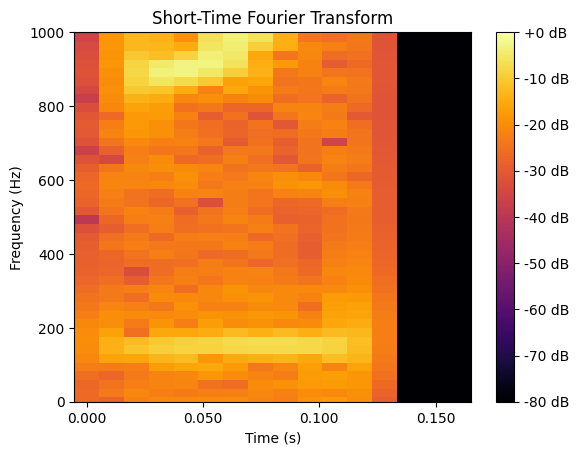 Short-Time Fourier Transform
Frequency (Hz)
1000
800
600
400
200
0
0.000
0.050
0.100
0.150
Time (s)
+0 dB
-10 dB
-20 dB
-30 dB
-40 dB
-50 dB
-60 dB
-70 dB
-80 dB